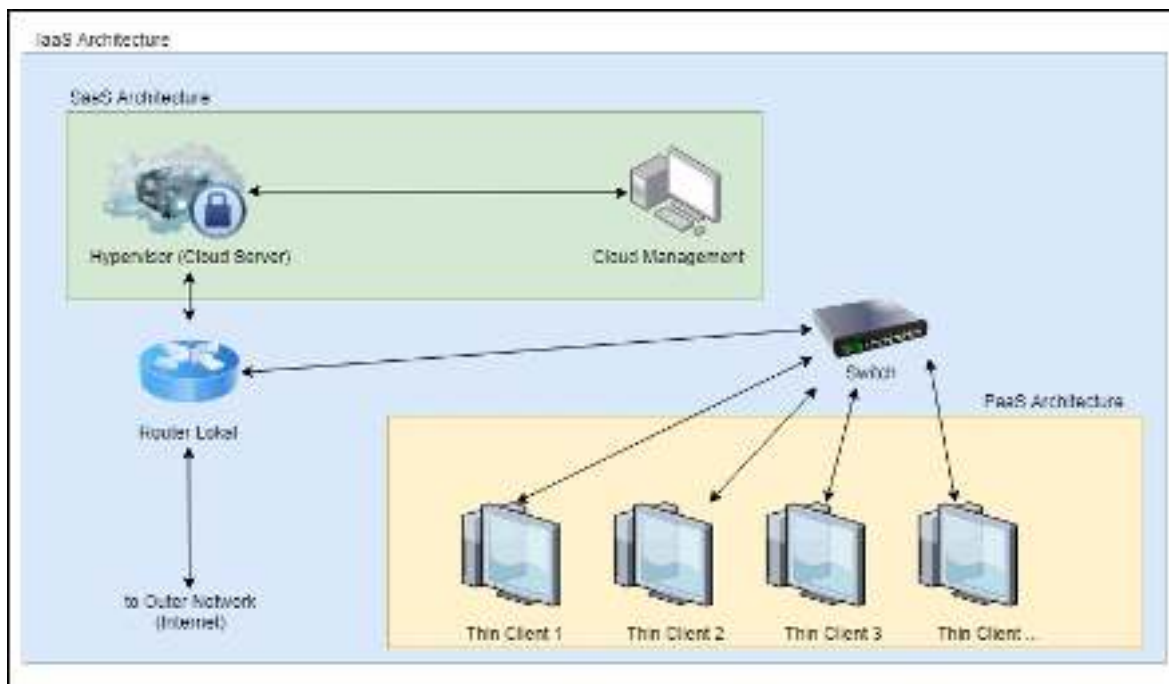 IaaS Architecture
SaaS Architecture
Hypervisor (Cloud Server)
Cloud Management
Switch
PaaS Architecture
Router Lokal
to Outer Network
(Internet)
Thin Client 1
Thin Client 2
Thin Client 3
Thin Client ...